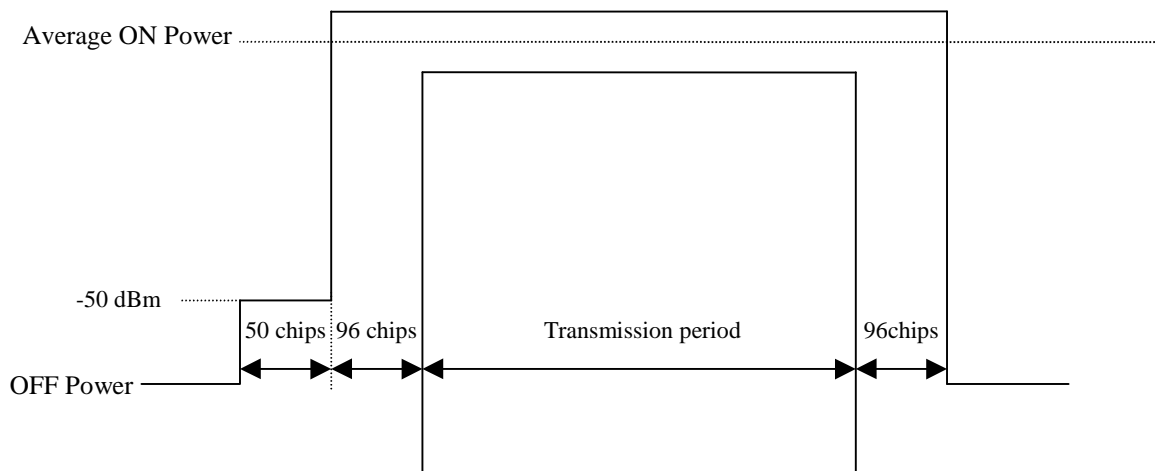 Average ON Power
-50 dBm
50 chips 96 chips Transmission period 96chips
OFF Power